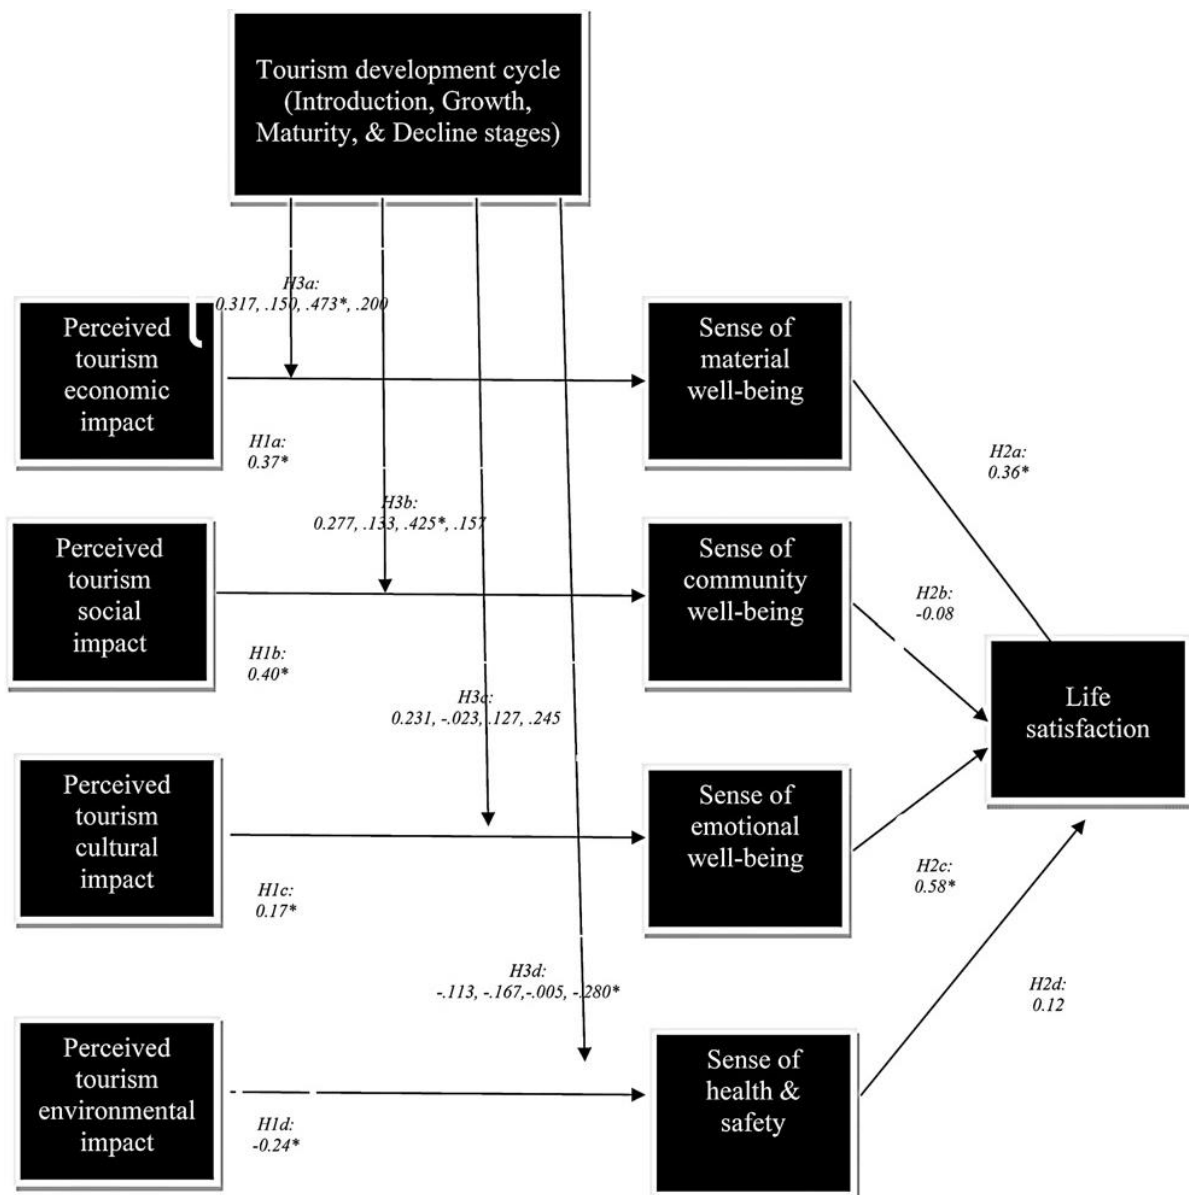 Tourism development cycle
(Introduction, Growth,
Maturity, & Decline stages)
H3a:
0.317, .150, .473*, .200
Perceived
tourism
economic
impact
Sense of
material
well-being
H1a:
0.37*
H2a:
0.36*
H3b:
0.277, .133, .425*, .157
Perceived
tourism
social
impact
Sense of
community
well-being
H2b:
-0.08
H1b:
0.40*
Life
satisfaction
H3c:
0.231, -.023, .127, .245
Perceived
tourism
cultural
impact
Sense of
emotional
well-being
H1c:
0.17*
H2c:
0.58*
H3d:
-.113, -.167,-.005, -.280*
H2d:
0.12
Perceived
tourism
environmental
impact
Sense of
health &
safety
H1d:
-0.24*